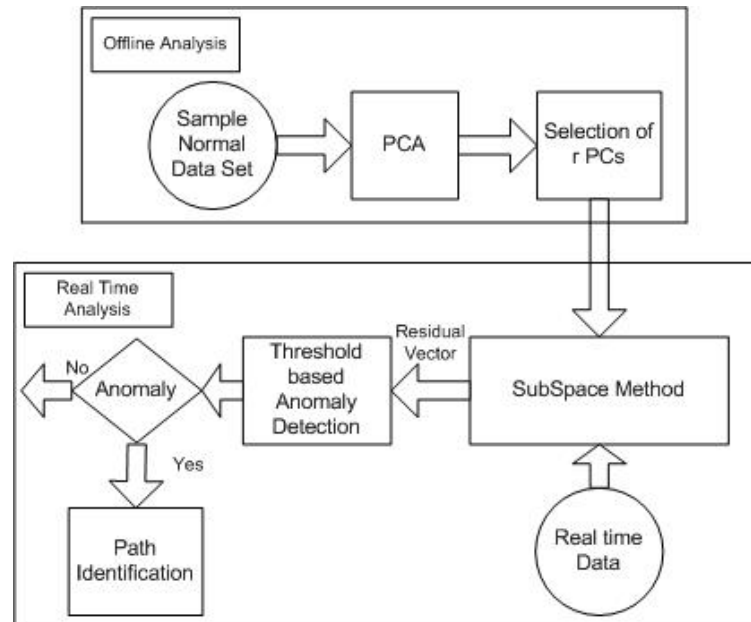 Offline Analysis
Sample
Normal
Data Set
PCA
Selection of
r PCs
Real Time
Analysis
No
Anomaly
Yes
Path
Identification
Threshold
based
Anomaly
Detection
Residual
Vector
SubSpace Method
Real time
Data